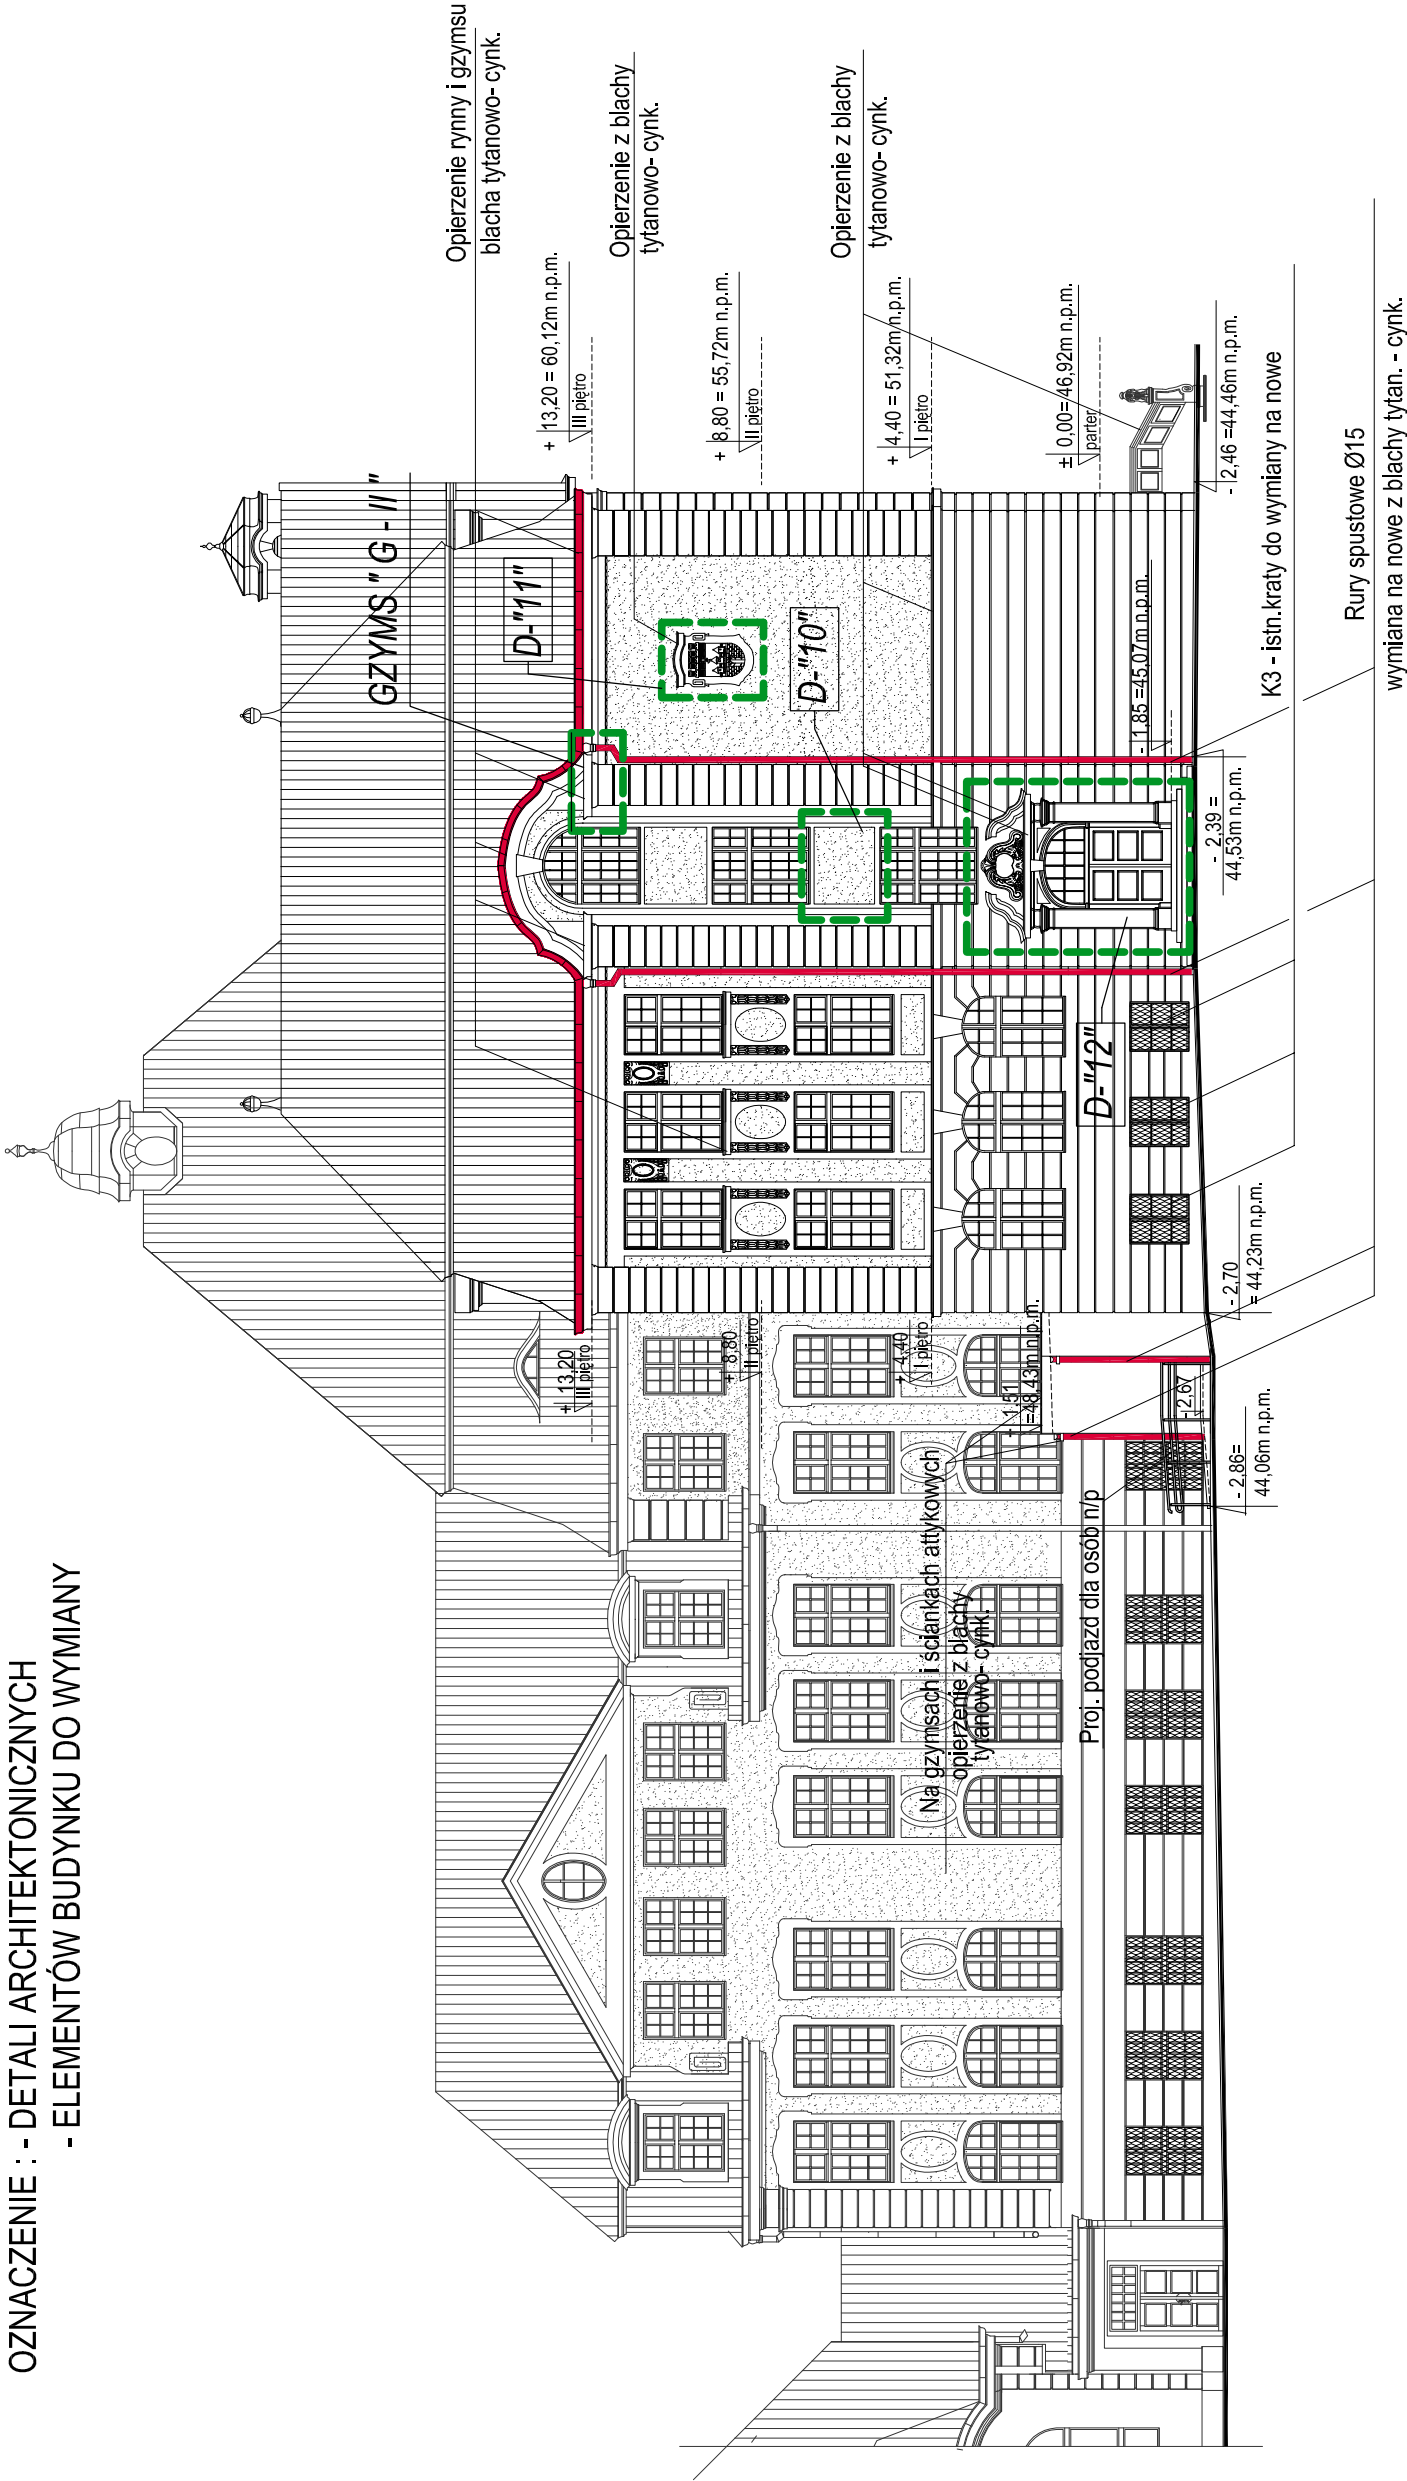 OZNACZENIE : - DETALI ARCHITEKTONICZNYCH
- ELEMENTÓW BUDYNKU DO WYMIANY
Opierzenie rynny i gzymsu
blacha tytanowo- cynk.
Opierzenie z blachy
tytanowo- cynk.
Opierzenie z blachy
tytanowo- cynk.
GZYMS " G - II "
D-"11"
D-"10"
D-"12"
+ 13,20 = 60,12m n.p.m.
III piętro
+ 8,80 = 55,72m n.p.m.
II piętro
+ 4,40 = 51,32m n.p.m.
I piętro
± 0,00= 46,92m n.p.m.
parter
- 2,46 =44,46m n.p.m.
- 1,85 =45,07m n.p.m.
- 2,39 =
44,53m n.p.m.
K3 - istn.kraty do wymiany na nowe
Rury spustowe Ø15
wymiana na nowe z blachy tytan. - cynk.
+ 13,20
III piętro
+ 8,80
II piętro
+ 4,40
I piętro
+ 1,51
=48,43m n.p.m.
- 2,70
= 44,23m n.p.m.
- 2,67
- 2,86=
44,06m n.p.m.
Na gzymsach i ściankach attykowych
opierzenie z blachy
tytanowo- cynk.
Proj. podjazd dla osób n/p